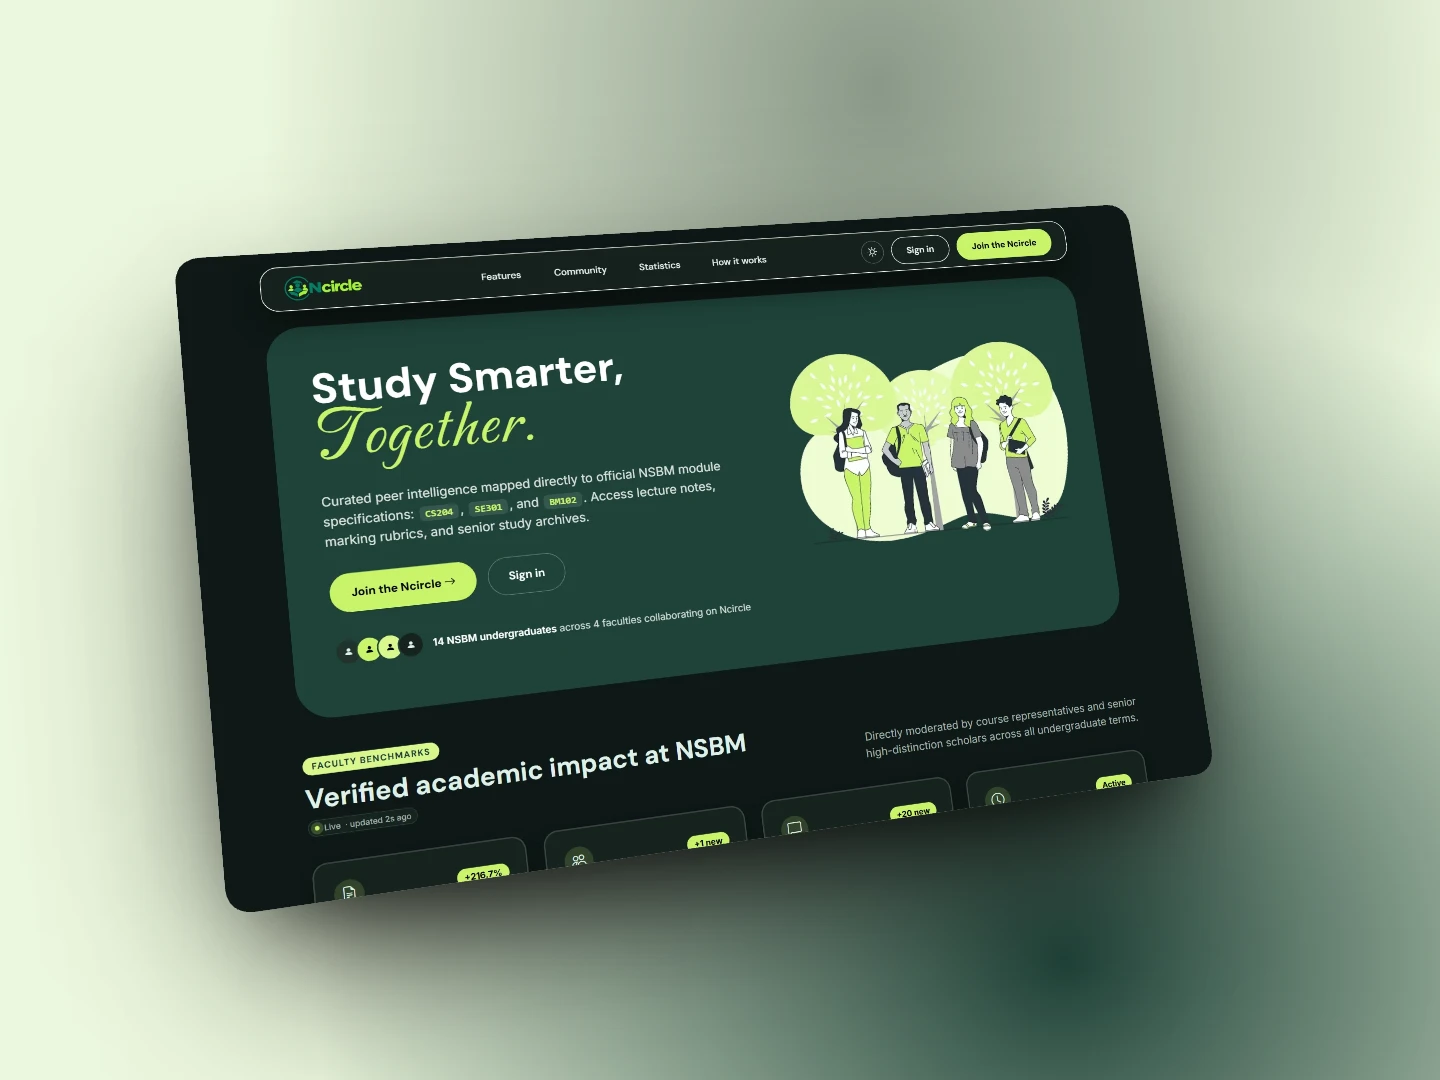 Ncircle
Features
Community
Statistics
How it works
Sign in
Join the Ncircle
Study Smarter,
Together.
Curated peer intelligence mapped directly to official NSBM module
specifications: CS204 , SE301 , and BM102 . Access lecture notes,
marking rubrics, and senior study archives.
Join the Ncircle →
Sign in
14 NSBM undergraduates across 4 faculties collaborating on Ncircle
FACULTY BENCHMARKS
Verified academic impact at NSBM
Live · updated 2s ago
Directly moderated by course representatives and senior
high-distinction scholars across all undergraduate terms.
+216.7%
+1 new
+20 new
Active